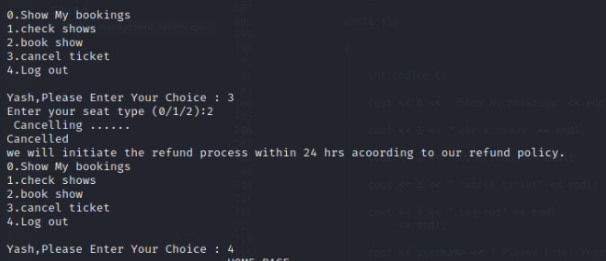 0.Show My bookings
1.check shows
2.book show
3.cancel ticket
4.Log out
Yash,Please Enter Your Choice : 3
Enter your seat type (0/1/2):2
Cancelling ......
Cancelled
we will initiate the refund process within 24 hrs acoording to our refund policy.
0.Show My bookings
1.check shows
2.book show
3.cancel ticket
4.Log out
Yash,Please Enter Your Choice : 4
HOME PAGE